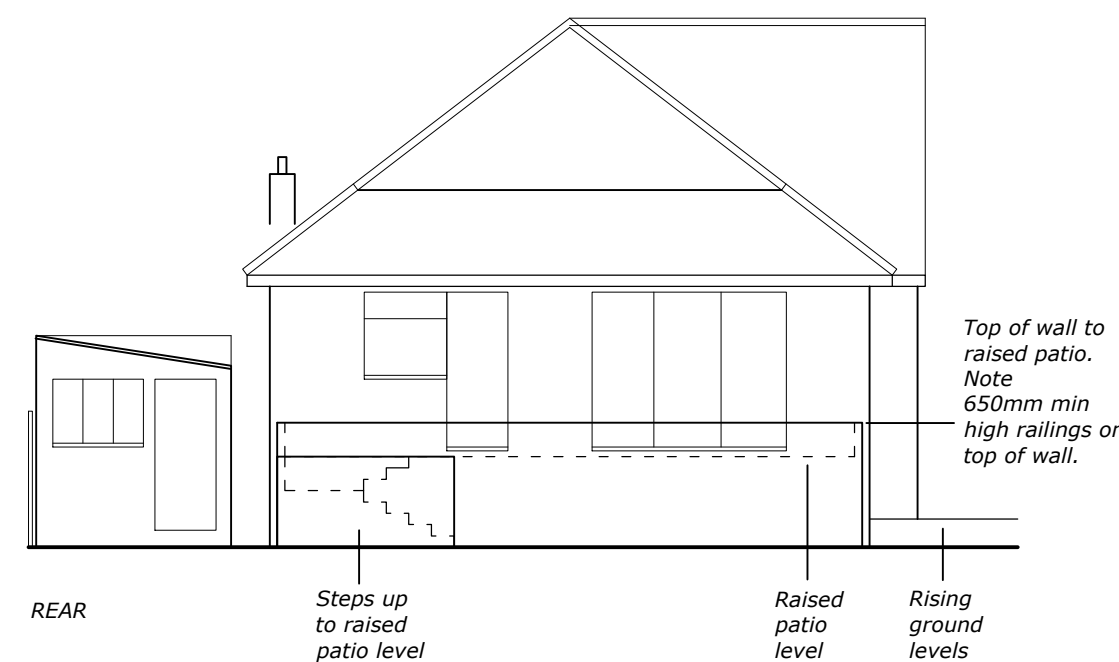 Top of wall to
raised patio.
Note
650mm min
high railings on
top of wall.
REAR
Steps up
to raised
patio level
Raised
patio
level
Rising
ground
levels